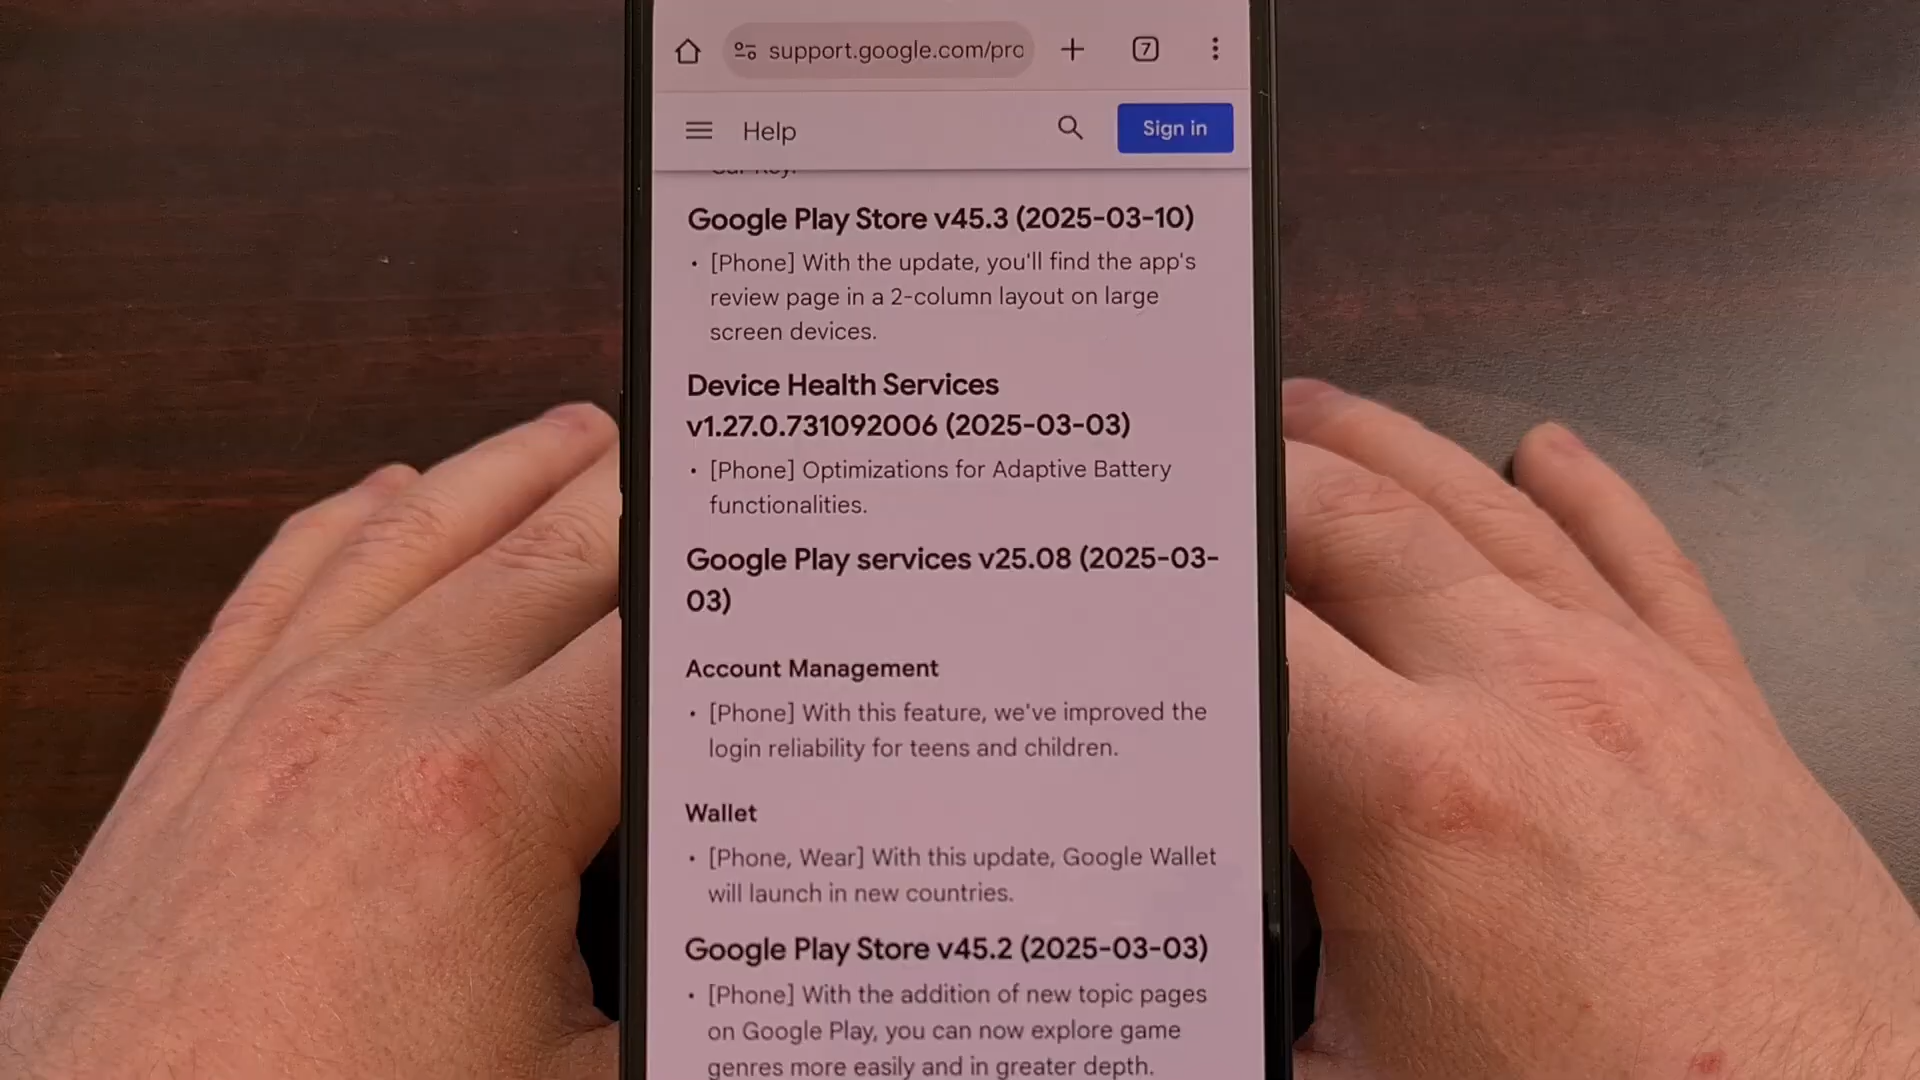 support.google.com/pro
7
Help
Sign in
Google Play Store v45.3 (2025-03-10)
• [Phone] With the update, you'll find the app's
review page in a 2-column layout on large
screen devices.
Device Health Services
v1.27.0.731092006 (2025-03-03)
• [Phone] Optimizations for Adaptive Battery
functionalities.
Google Play services v25.08 (2025-03-
03)
Account Management
• [Phone] With this feature, we've improved the
login reliability for teens and children.
Wallet
• [Phone, Wear] With this update, Google Wallet
will launch in new countries.
Google Play Store v45.2 (2025-03-03)
• [Phone] With the addition of new topic pages
on Google Play, you can now explore game
genres more easily and in greater depth.